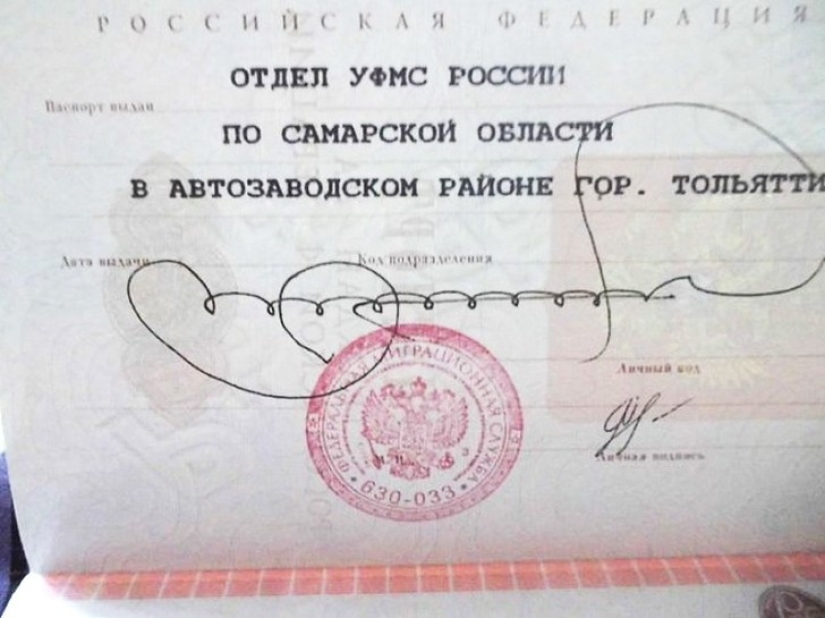 РОССИЙСКАЯ ФЕДЕРАЦИЯ
ОТДЕЛ УФМС РОССИИ
Паспорт выдан
ПО САМАРСКОЙ ОБЛАСТИ
В АВТОЗАВОДСКОМ РАЙОНЕ ГОР. ТОЛЬЯТТИ
Дата выдачи
Код подразделения
Личный код
Личная подпись
ФЕДЕРАЛЬНАЯ МИГРАЦИОННАЯ СЛУЖБА
630-033